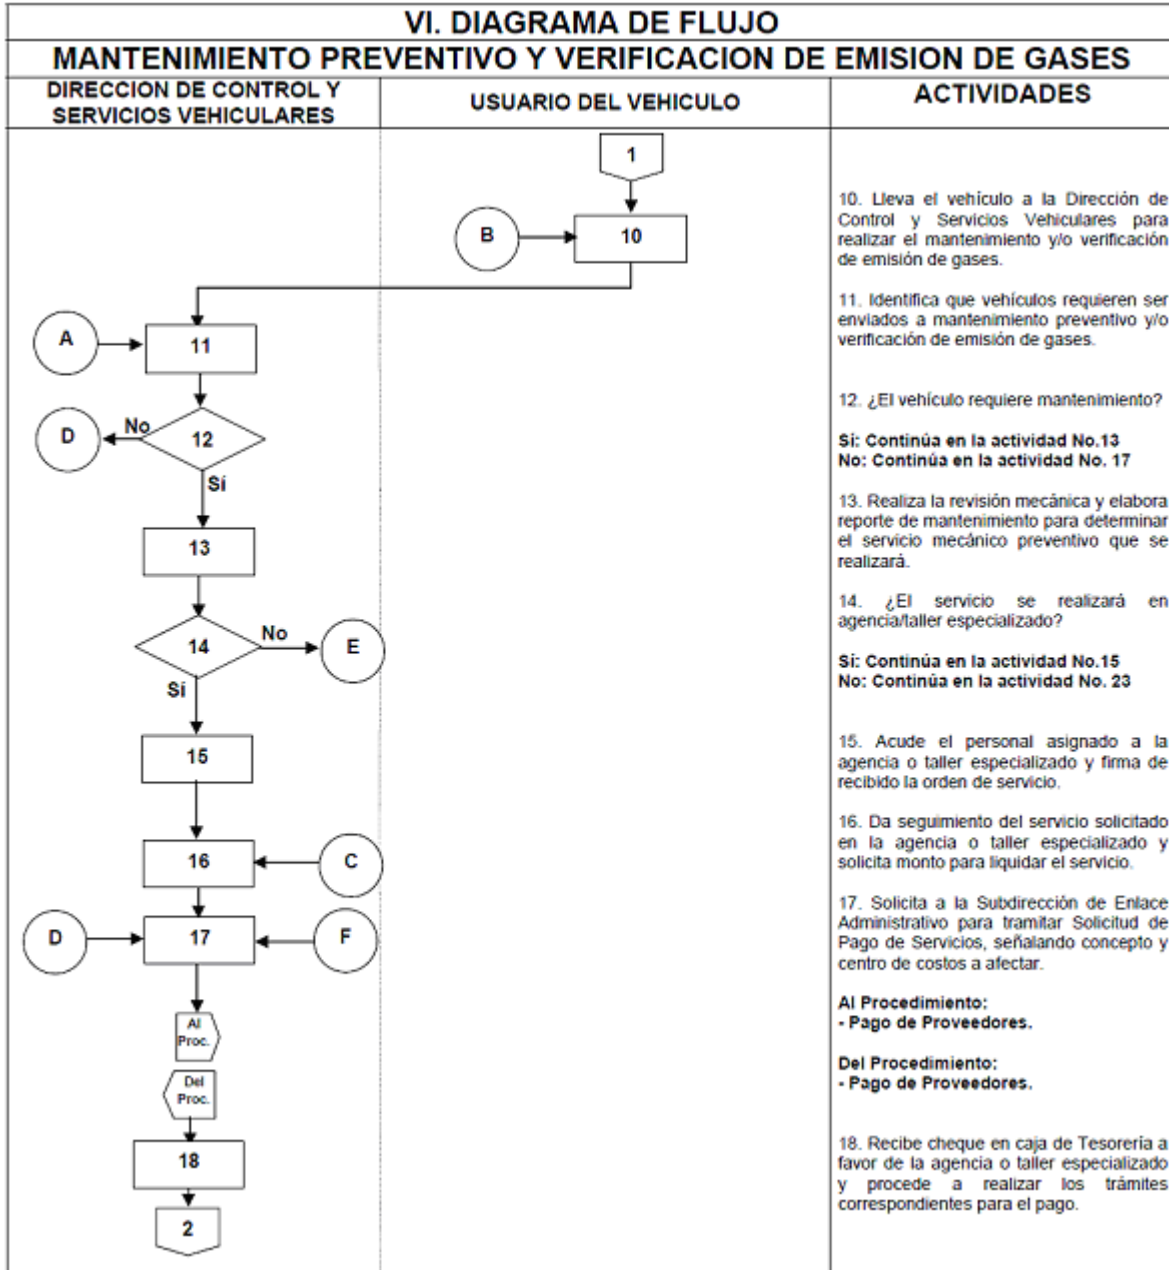 VI. DIAGRAMA DE FLUJO
MANTENIMIENTO PREVENTIVO Y VERIFICACION DE EMISION DE GASES
DIRECCION DE CONTROL Y
SERVICIOS VEHICULARES
USUARIO DEL VEHICULO
ACTIVIDADES
1
B
10
A
11
D
No
12
Sí
13
14
No
E
Sí
15
16
C
D
17
F
Al
Proc.
Del
Proc.
18
2
10. Lleva el vehículo a la Dirección de
Control y Servicios Vehiculares para
realizar el mantenimiento y/o verificación
de emisión de gases.
11. Identifica que vehículos requieren ser
enviados a mantenimiento preventivo y/o
verificación de emisión de gases.
12. ¿El vehículo requiere mantenimiento?
Sí: Continúa en la actividad No.13
No: Continúa en la actividad No. 17
13. Realiza la revisión mecánica y elabora
reporte de mantenimiento para determinar
el servicio mecánico preventivo que se
realizará.
14. ¿El servicio se realizará en
agencia/taller especializado?
Sí: Continúa en la actividad No.15
No: Continúa en la actividad No. 23
15. Acude el personal asignado a la
agencia o taller especializado y firma de
recibido la orden de servicio.
16. Da seguimiento del servicio solicitado
en la agencia o taller especializado y
solicita monto para liquidar el servicio.
17. Solicita a la Subdirección de Enlace
Administrativo para tramitar Solicitud de
Pago de Servicios, señalando concepto y
centro de costos a afectar.
Al Procedimiento:
- Pago de Proveedores.
Del Procedimiento:
- Pago de Proveedores.
18. Recibe cheque en caja de Tesorería a
favor de la agencia o taller especializado
y procede a realizar los trámites
correspondientes para el pago.